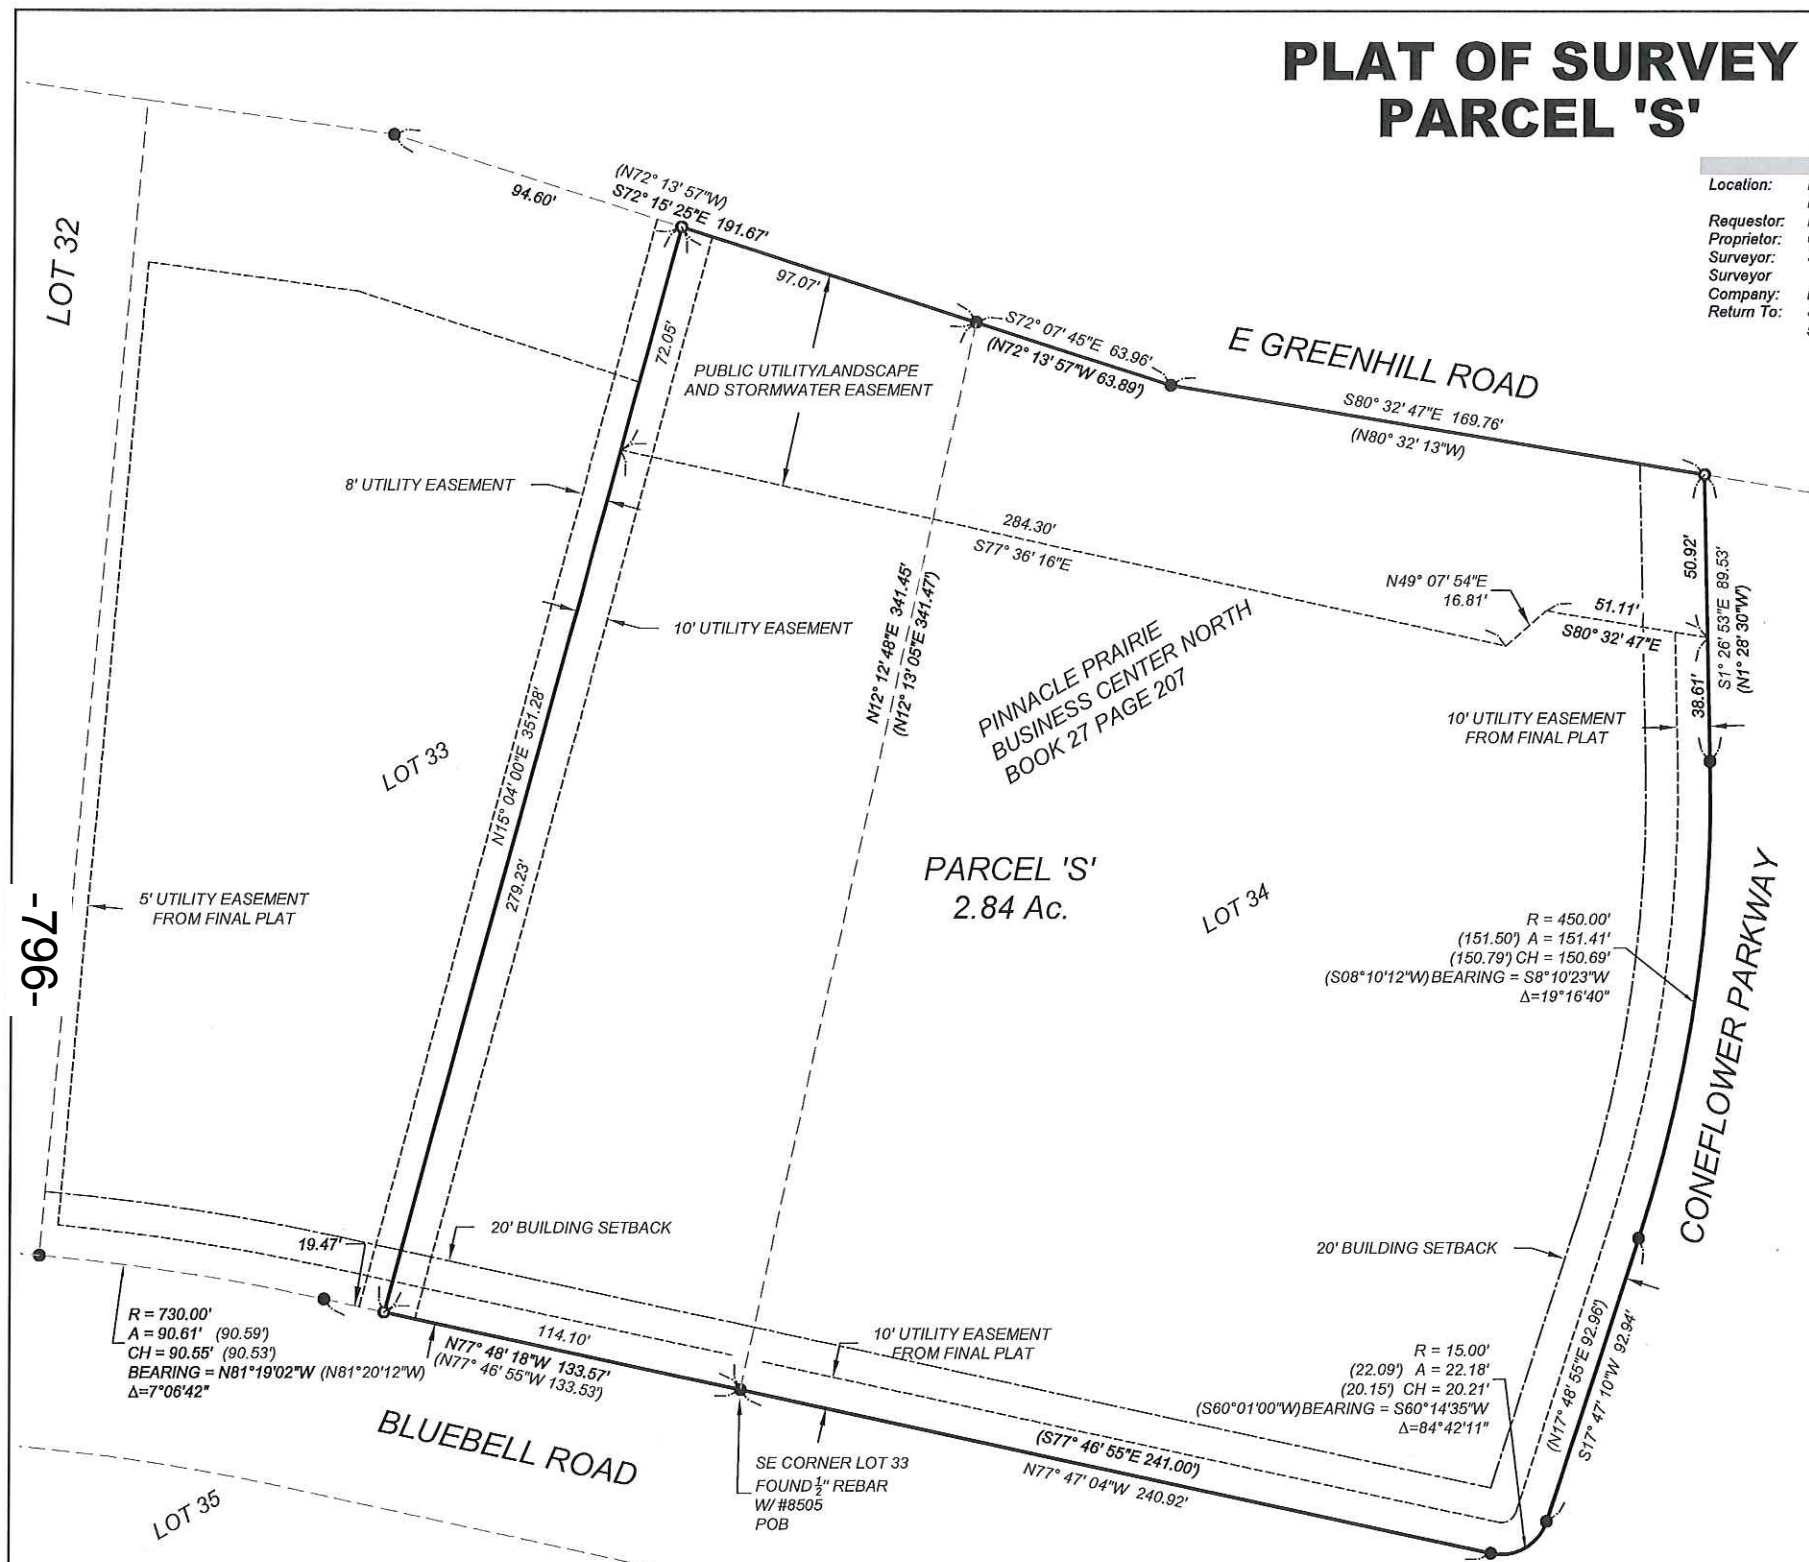 PLAT OF SURVEY
PARCEL 'S'
Location:
Requestor:
Proprietor:
Surveyor:
Surveyor
Company:
Return To:
LOT 32
94.60'
(N72° 13' 57"W)
S72° 15' 25"E 191.67'
97.07'
72.05'
PUBLIC UTILITY/LANDSCAPE
AND STORMWATER EASEMENT
S72° 07' 45"E 63.96'
(N72° 13' 57"W 63.89')
E GREENHILL ROAD
S80° 32' 47"E 169.76'
(N80° 32' 13"W)
8' UTILITY EASEMENT
284.30'
S77° 36' 16"E
N49° 07' 54"E
16.81'
51.11'
S80° 32' 47"E
50.92'
S1° 26' 53"E 89.53'
(N1° 28' 30"W)
38.61'
10' UTILITY EASEMENT
N12° 12' 48"E 341.45'
(N12° 13' 05"E 341.47')
PINNACLE PRAIRIE
BUSINESS CENTER NORTH
BOOK 27 PAGE 207
10' UTILITY EASEMENT
FROM FINAL PLAT
LOT 33
N15° 04' 00"E 351.28'
279.23'
PARCEL 'S'
2.84 Ac.
LOT 34
5' UTILITY EASEMENT
FROM FINAL PLAT
-796-
R = 450.00'
(151.50') A = 151.41'
(150.79') CH = 150.69'
(S08°10'12"W) BEARING = S8°10'23"W
Δ=19°16'40"
CONEFLOWER PARKWAY
19.47'
20' BUILDING SETBACK
20' BUILDING SETBACK
R = 730.00'
A = 90.61' (90.59')
CH = 90.55' (90.53')
BEARING = N81°19'02"W (N81°20'12"W)
Δ=7°06'42"
114.10'
N77° 48' 18"W 133.57'
(N77° 46' 55"W 133.53')
10' UTILITY EASEMENT
FROM FINAL PLAT
R = 15.00'
(22.09') A = 22.18'
(20.15') CH = 20.21'
(S60°01'00"W) BEARING = S60°14'35"W
Δ=84°42'11"
(N17° 48' 55"E 92.96')
S17° 47' 10"W 92.94'
BLUEBELL ROAD
SE CORNER LOT 33
FOUND ½" REBAR
W/ #8505
POB
(S77° 46' 55"E 241.00')
N77° 47' 04"W 240.92'
LOT 35